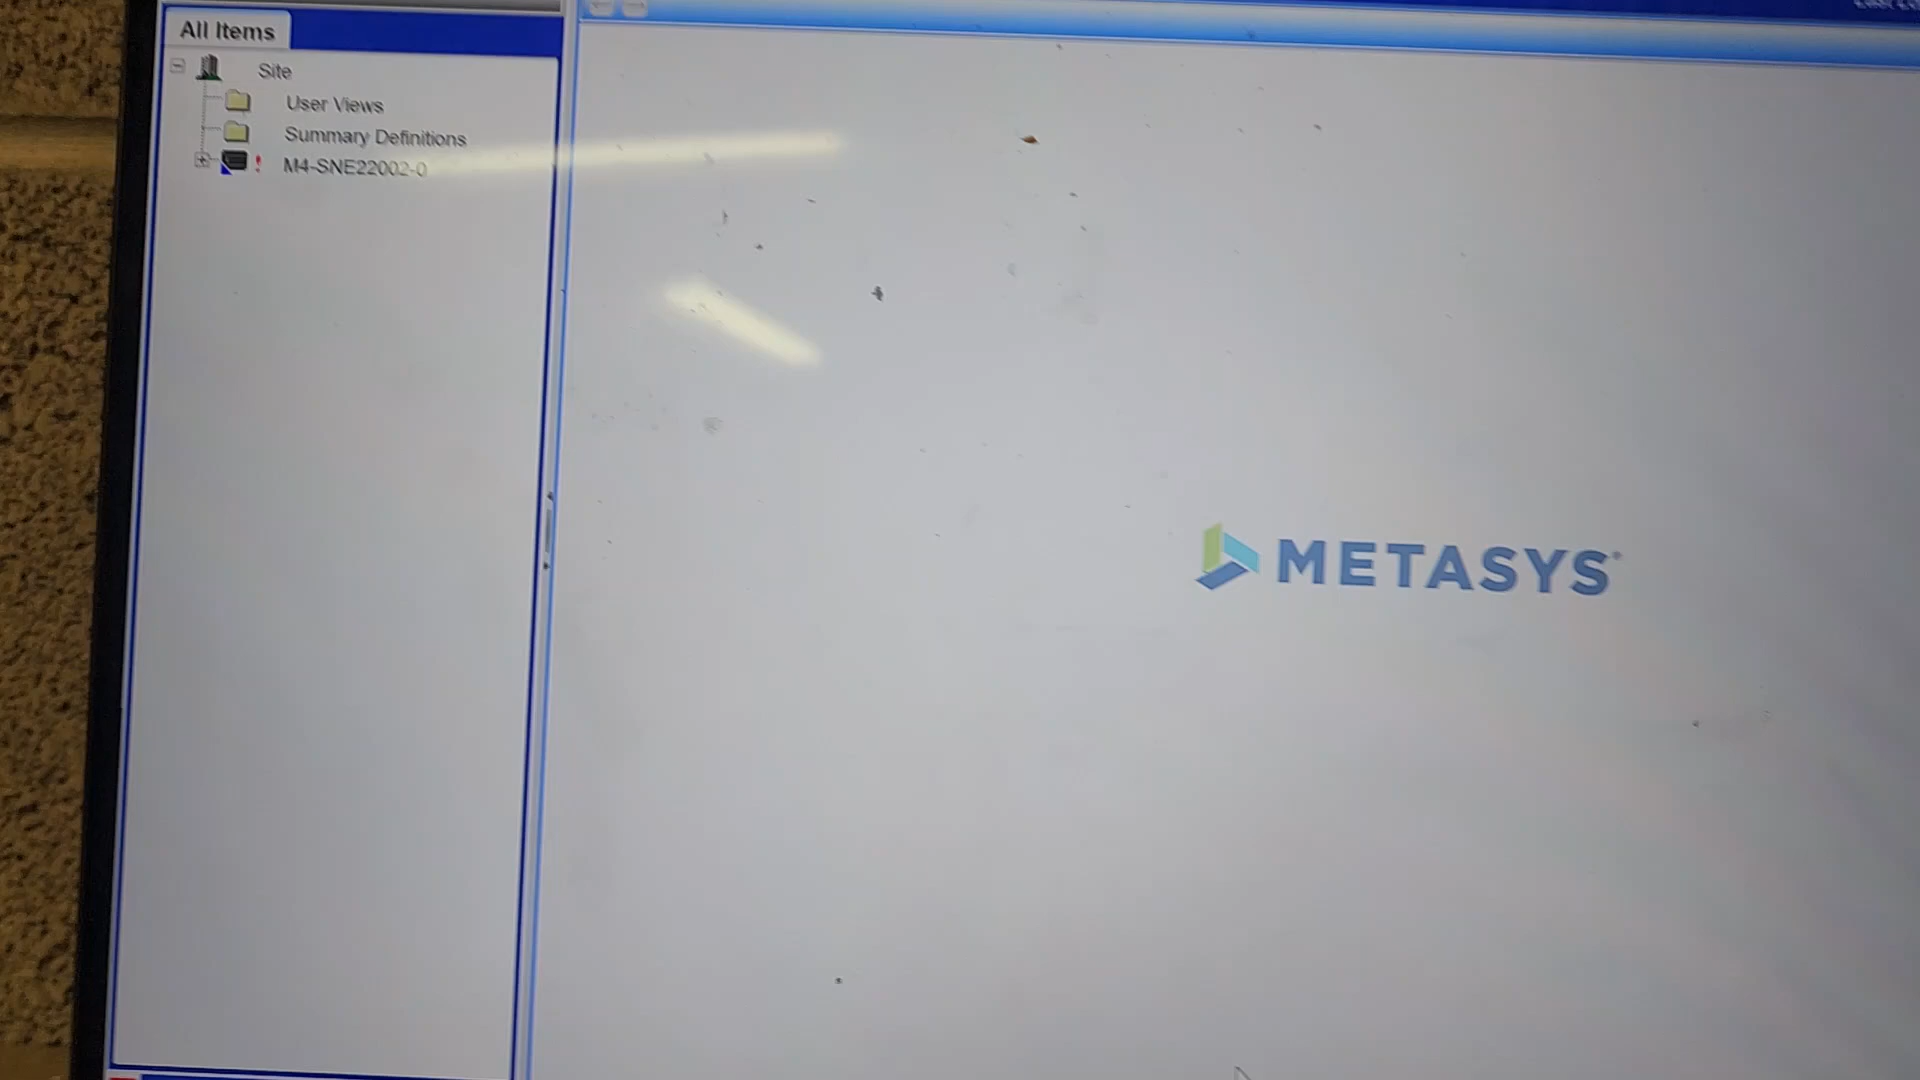 All Items
Site
User Views
Summary Definitions
! M4-SNE22002-0
METASYS®